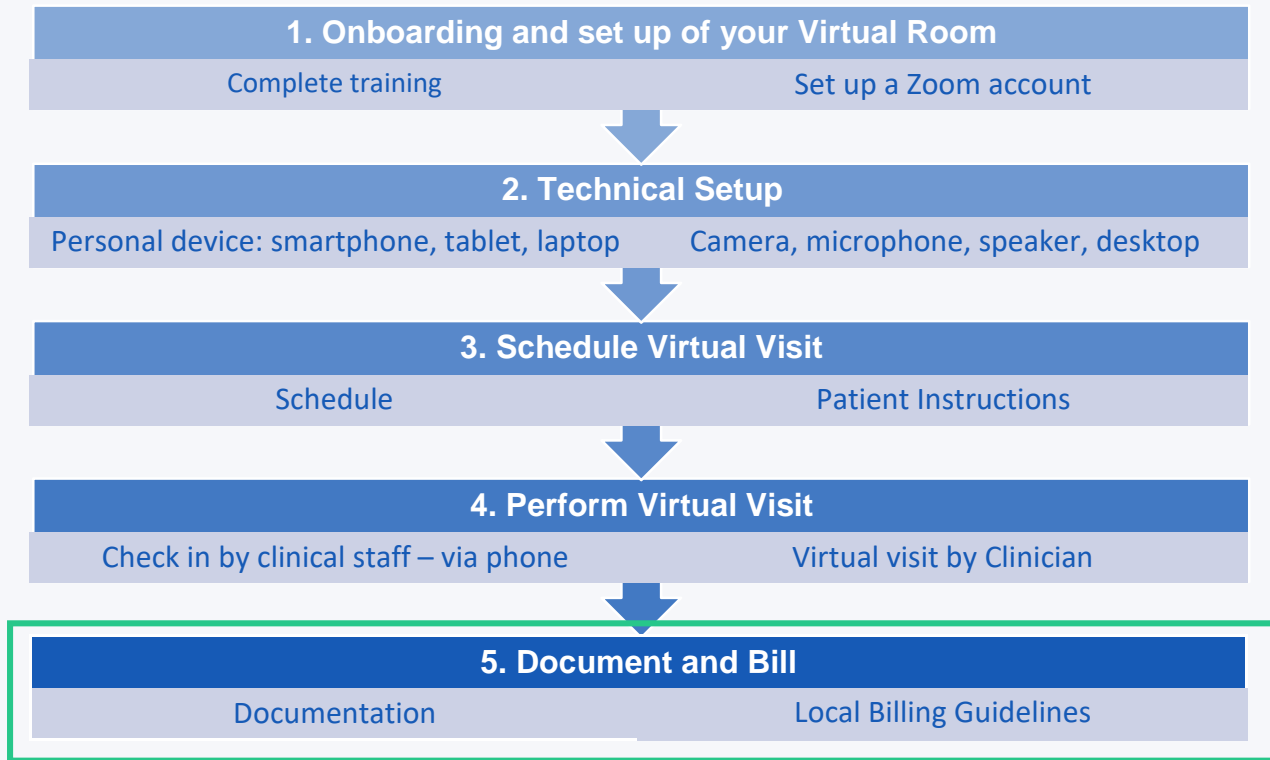 1. Onboarding and set up of your Virtual Room
Complete training
Set up a Zoom account
2. Technical Setup
Personal device: smartphone, tablet, laptop
Camera, microphone, speaker, desktop
3. Schedule Virtual Visit
Schedule
Patient Instructions
4. Perform Virtual Visit
Check in by clinical staff – via phone
Virtual visit by Clinician
5. Document and Bill
Documentation
Local Billing Guidelines